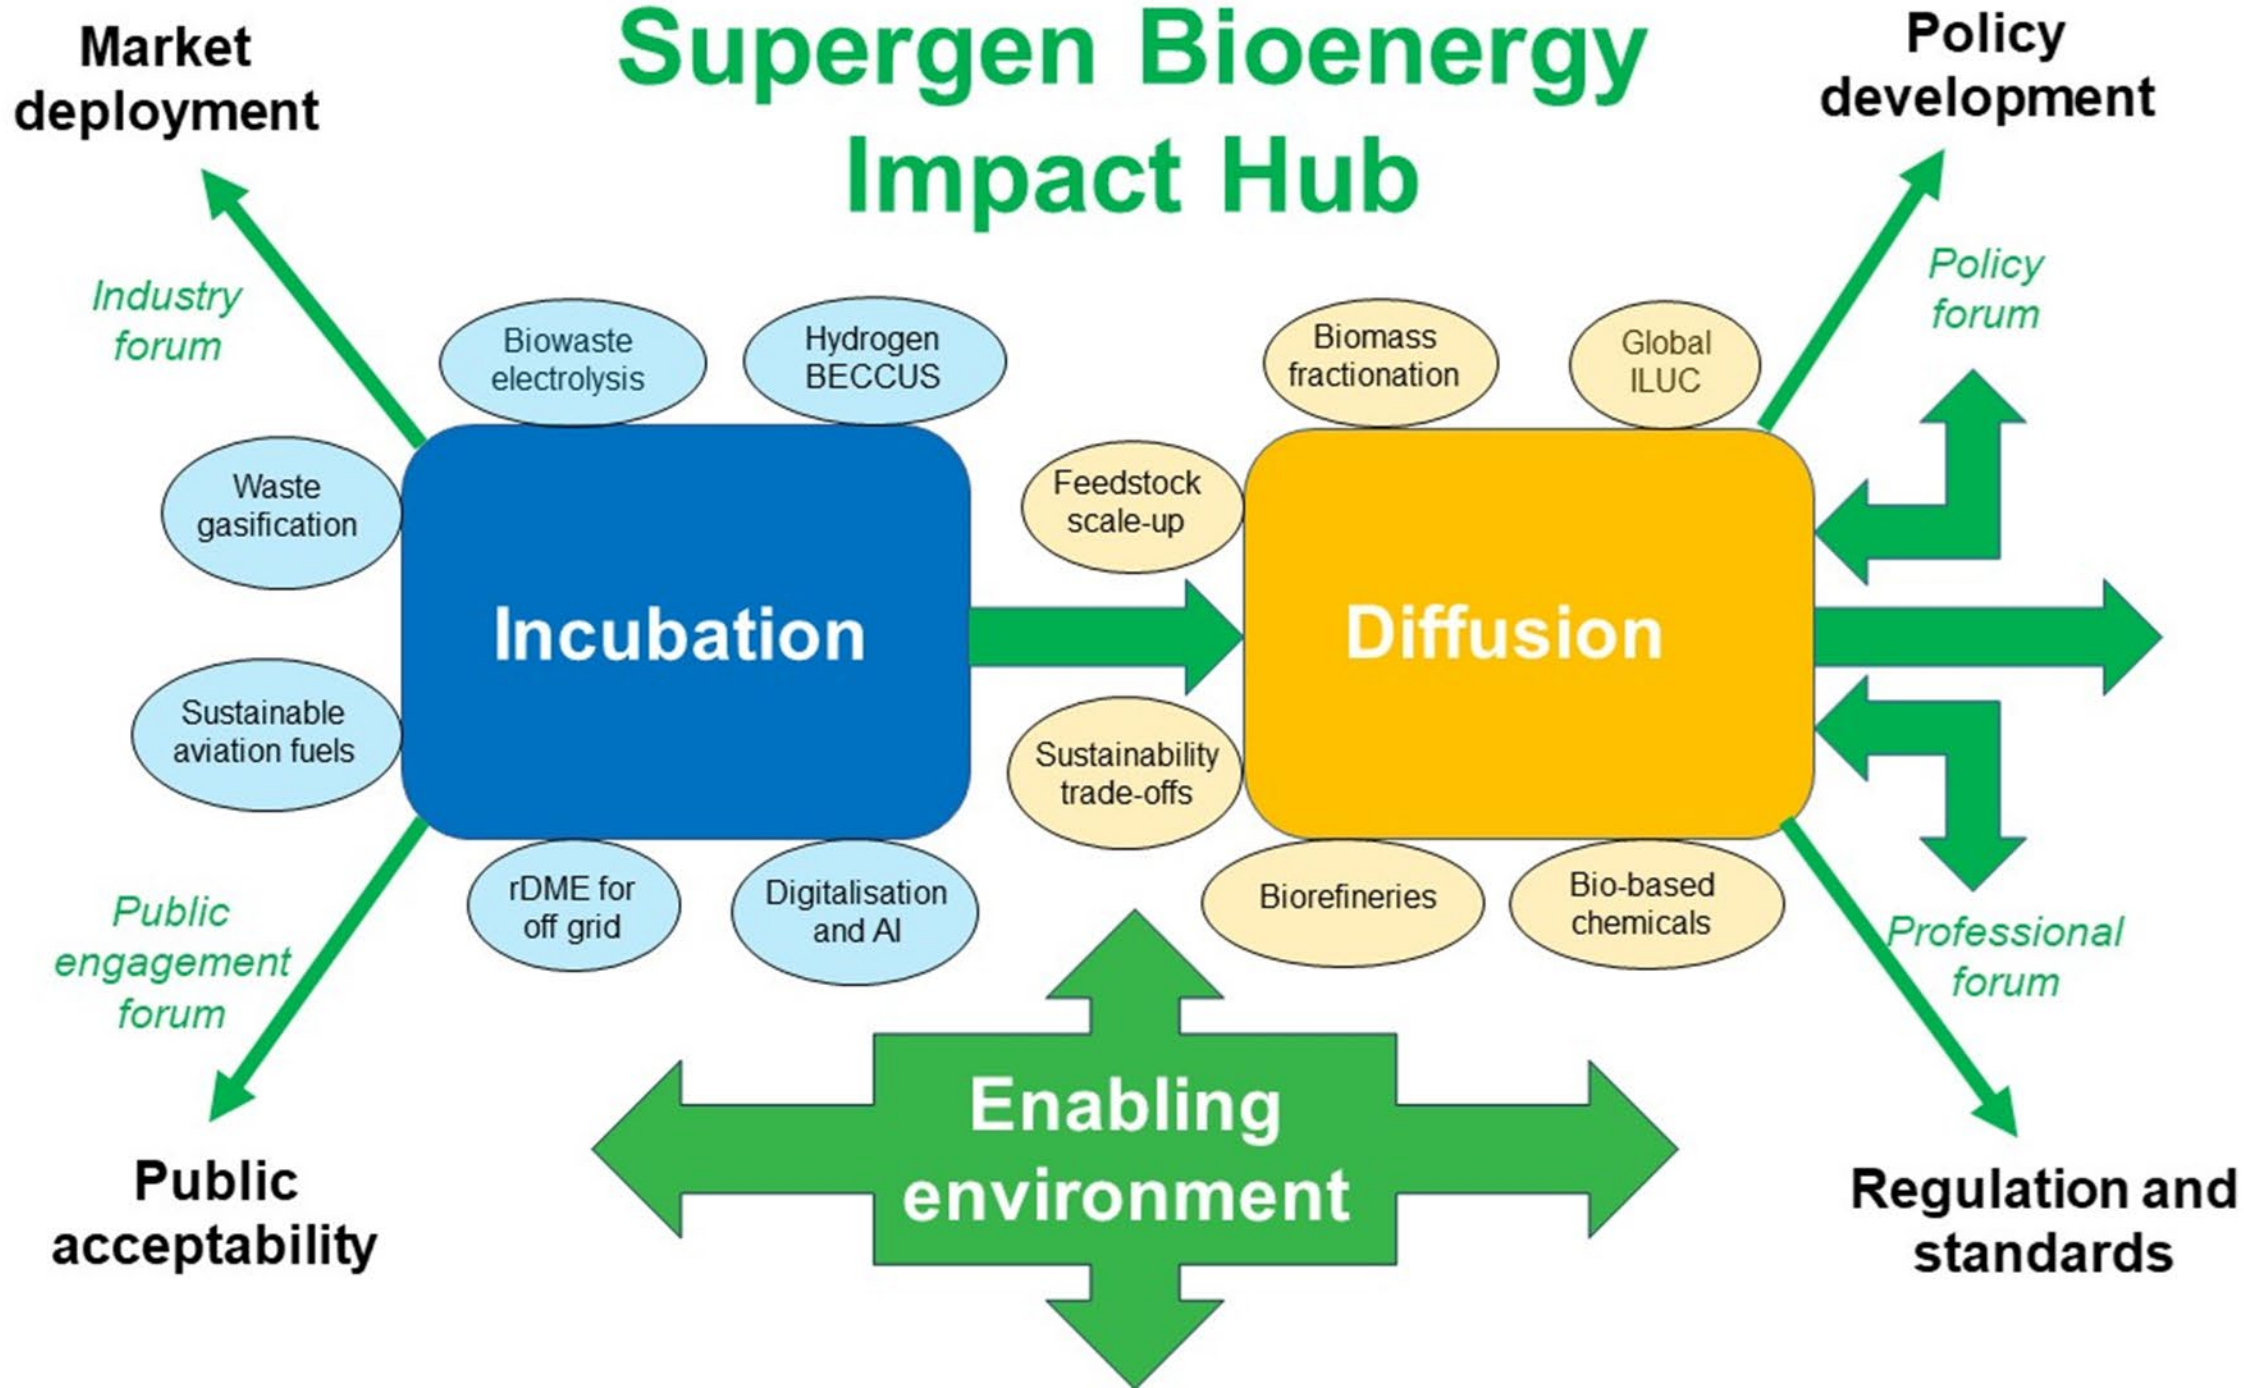 Supergen Bioenergy
Impact Hub
Market
deployment
Policy
development
Industry
forum
Policy
forum
Biowaste
electrolysis
Hydrogen
BECCUS
Biomass
fractionation
Global
ILUC
Waste
gasification
Feedstock
scale-up
Incubation
Diffusion
Sustainable
aviation fuels
Sustainability
trade-offs
rDME for
off grid
Digitalisation
and AI
Biorefineries
Bio-based
chemicals
Public
engagement
forum
Professional
forum
Enabling
environment
Public
acceptability
Regulation and
standards